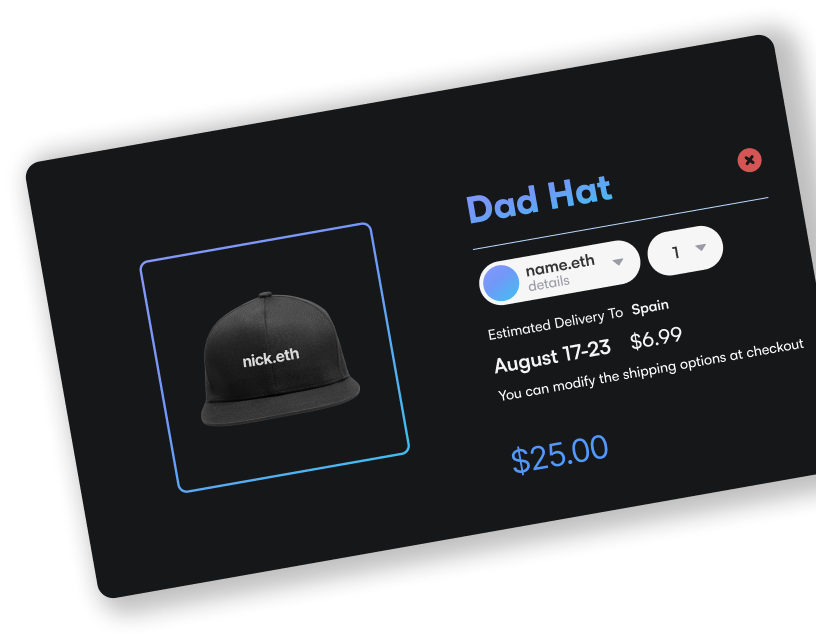 Dad Hat
name.eth
details
1
nick.eth
Estimated Delivery To Spain
August 17-23 $6.99
You can modify the shipping options at checkout
$25.00